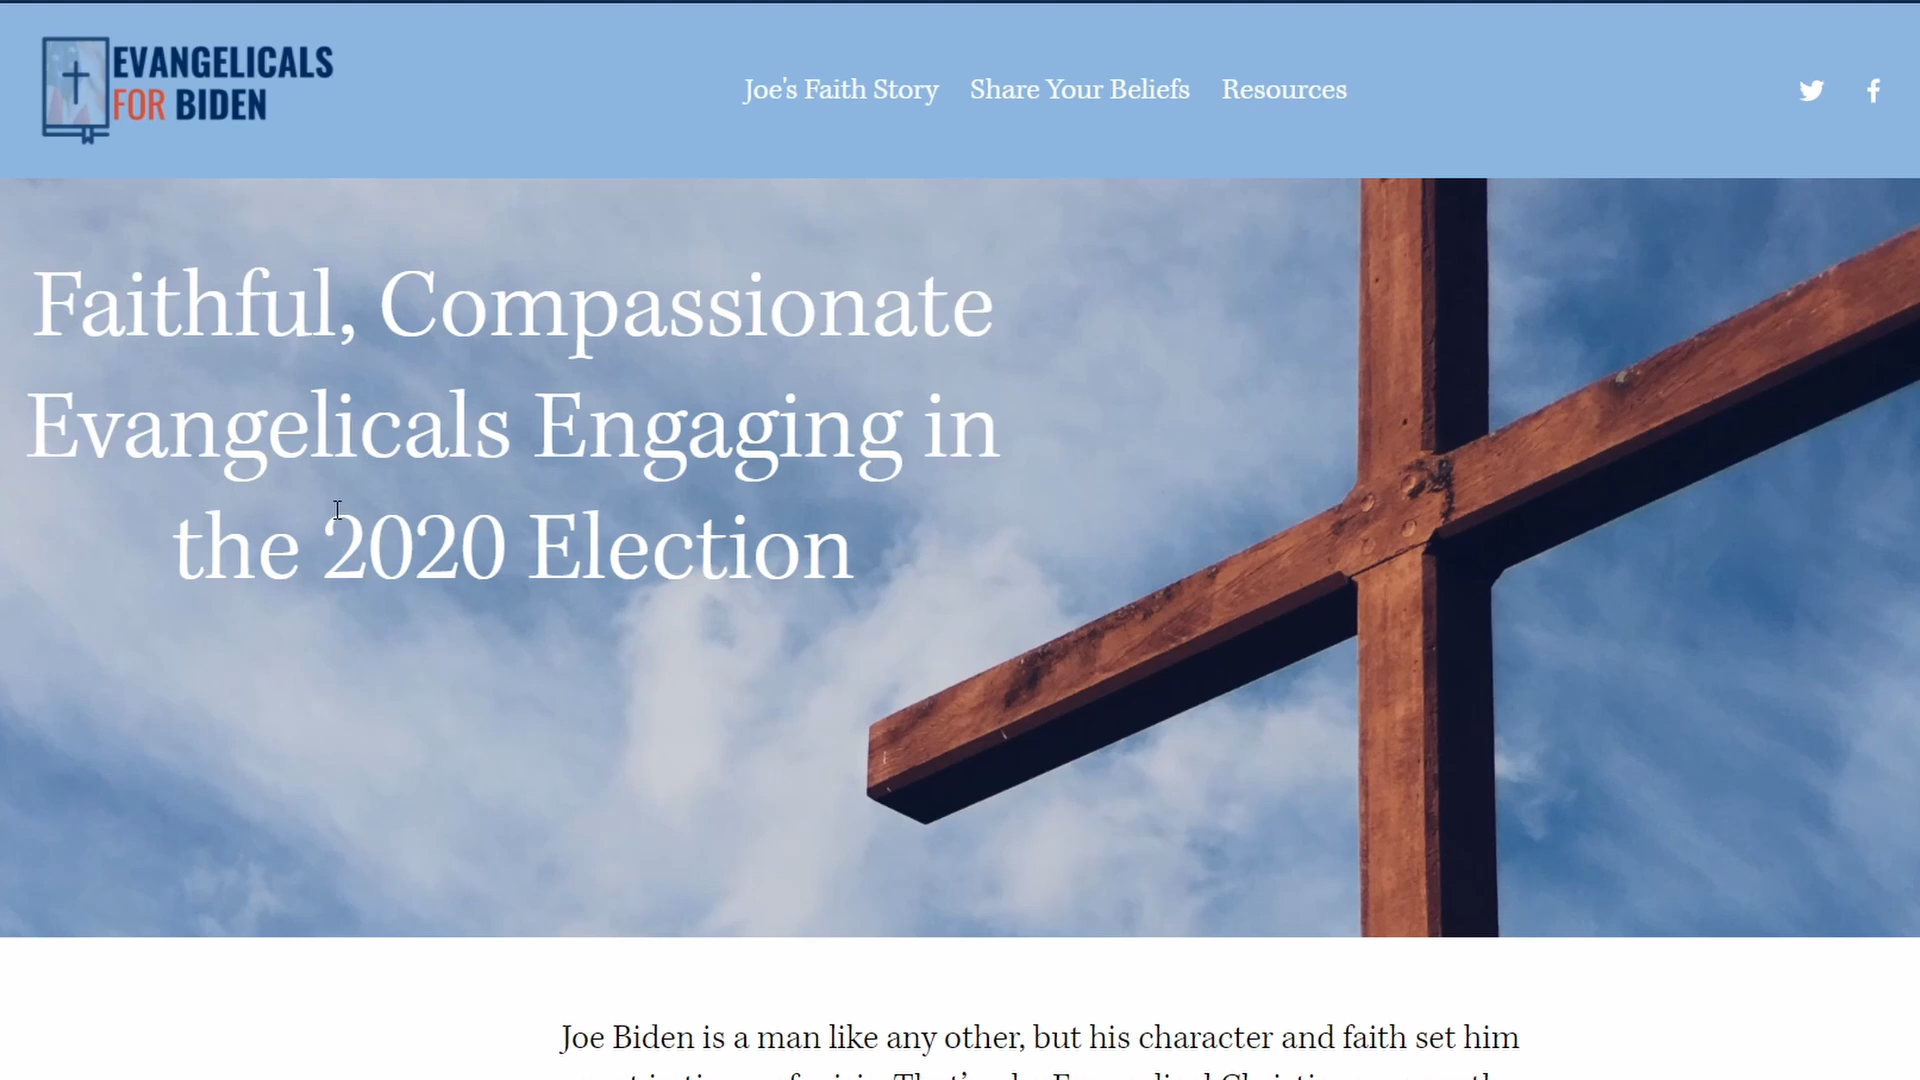 EVANGELICALS
FOR BIDEN
Joe's Faith Story Share Your Beliefs Resources
Faithful, Compassionate
Evangelicals Engaging in
the 2020 Election
Joe Biden is a man like any other, but his character and faith set him